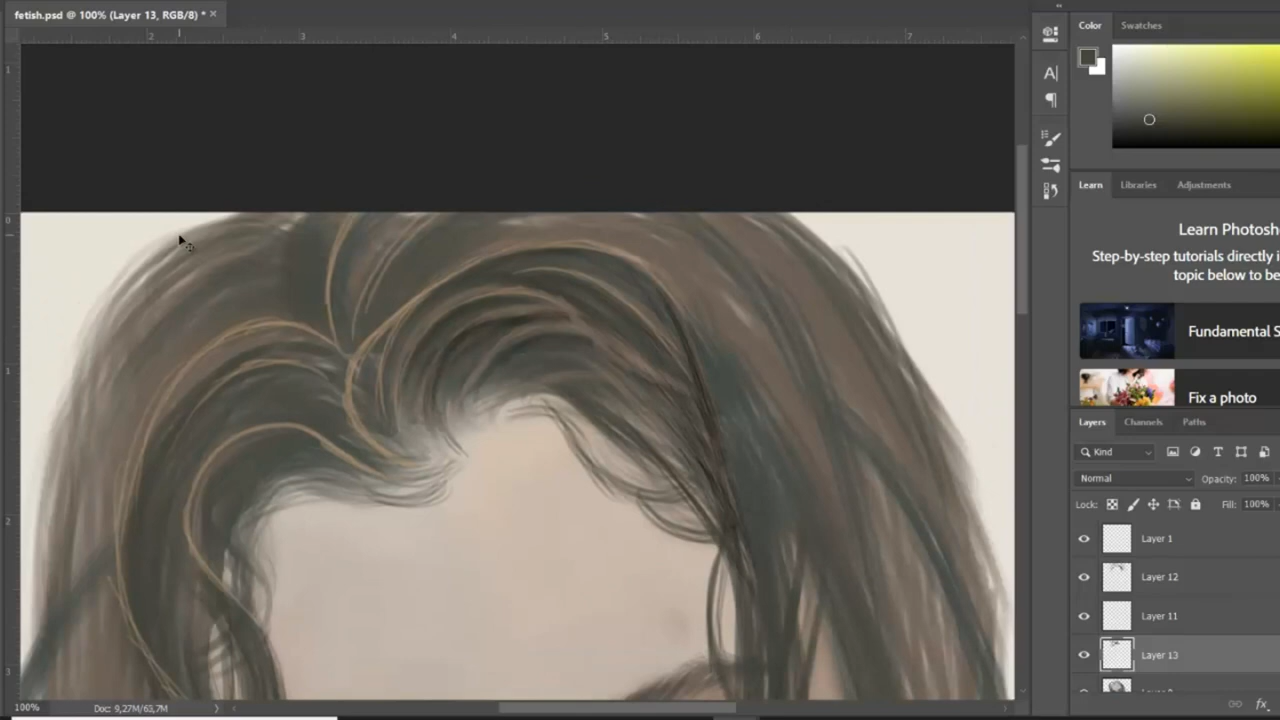 fetish.psd @ 100% (Layer 13, RGB/8) *
Color
Swatches
2
3
4
5
6
7
1
0
1
2
3
Learn
Libraries
Adjustments
Learn Photosh
Step-by-step tutorials directly i
topic below to be
Fundamental S
Fix a photo
Layers
Channels
Paths
Kind
Normal
Opacity: 100%
Lock:
Fill: 100%
Layer 1
Layer 12
Layer 11
Layer 13
fx
100%
Doc: 9,27M/63,7M